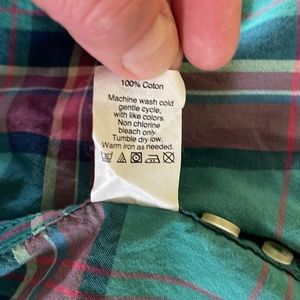 100% Coton
Machine wash cold
gentle cycle,
with like colors.
Non chlorine
bleach only.
Tumble dry low.
Warm iron as needed.